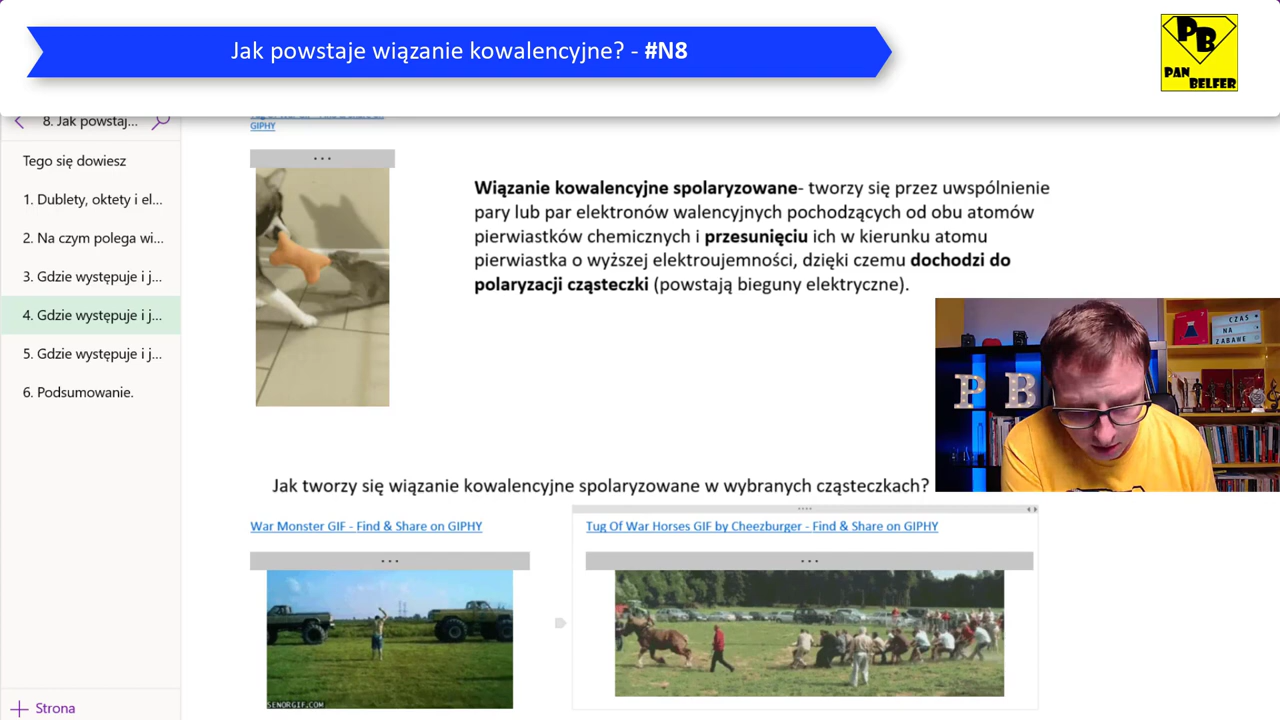 Jak powstaje wiązanie kowalencyjne? - #N8
PB
PAN
BELFER
8. Jak powstaj...
Tego się dowiesz
1. Dublety, oktety i el...
2. Na czym polega wi...
3. Gdzie występuje i j...
4. Gdzie występuje i j...
5. Gdzie występuje i j...
6. Podsumowanie.
Strona
GIPHY
Wiązanie kowalencyjne spolaryzowane- tworzy się przez uwspólnienie
pary lub par elektronów walencyjnych pochodzących od obu atomów
pierwiastków chemicznych i przesunięciu ich w kierunku atomu
pierwiastka o wyższej elektroujemności, dzięki czemu dochodzi do
polaryzacji cząsteczki (powstają bieguny elektryczne).
CZAS
NA
ZABAWE
P B
Jak tworzy się wiązanie kowalencyjne spolaryzowane w wybranych cząsteczkach?
War Monster GIF - Find & Share on GIPHY
Tug Of War Horses GIF by Cheezburger - Find & Share on GIPHY
SENORGIF.COM